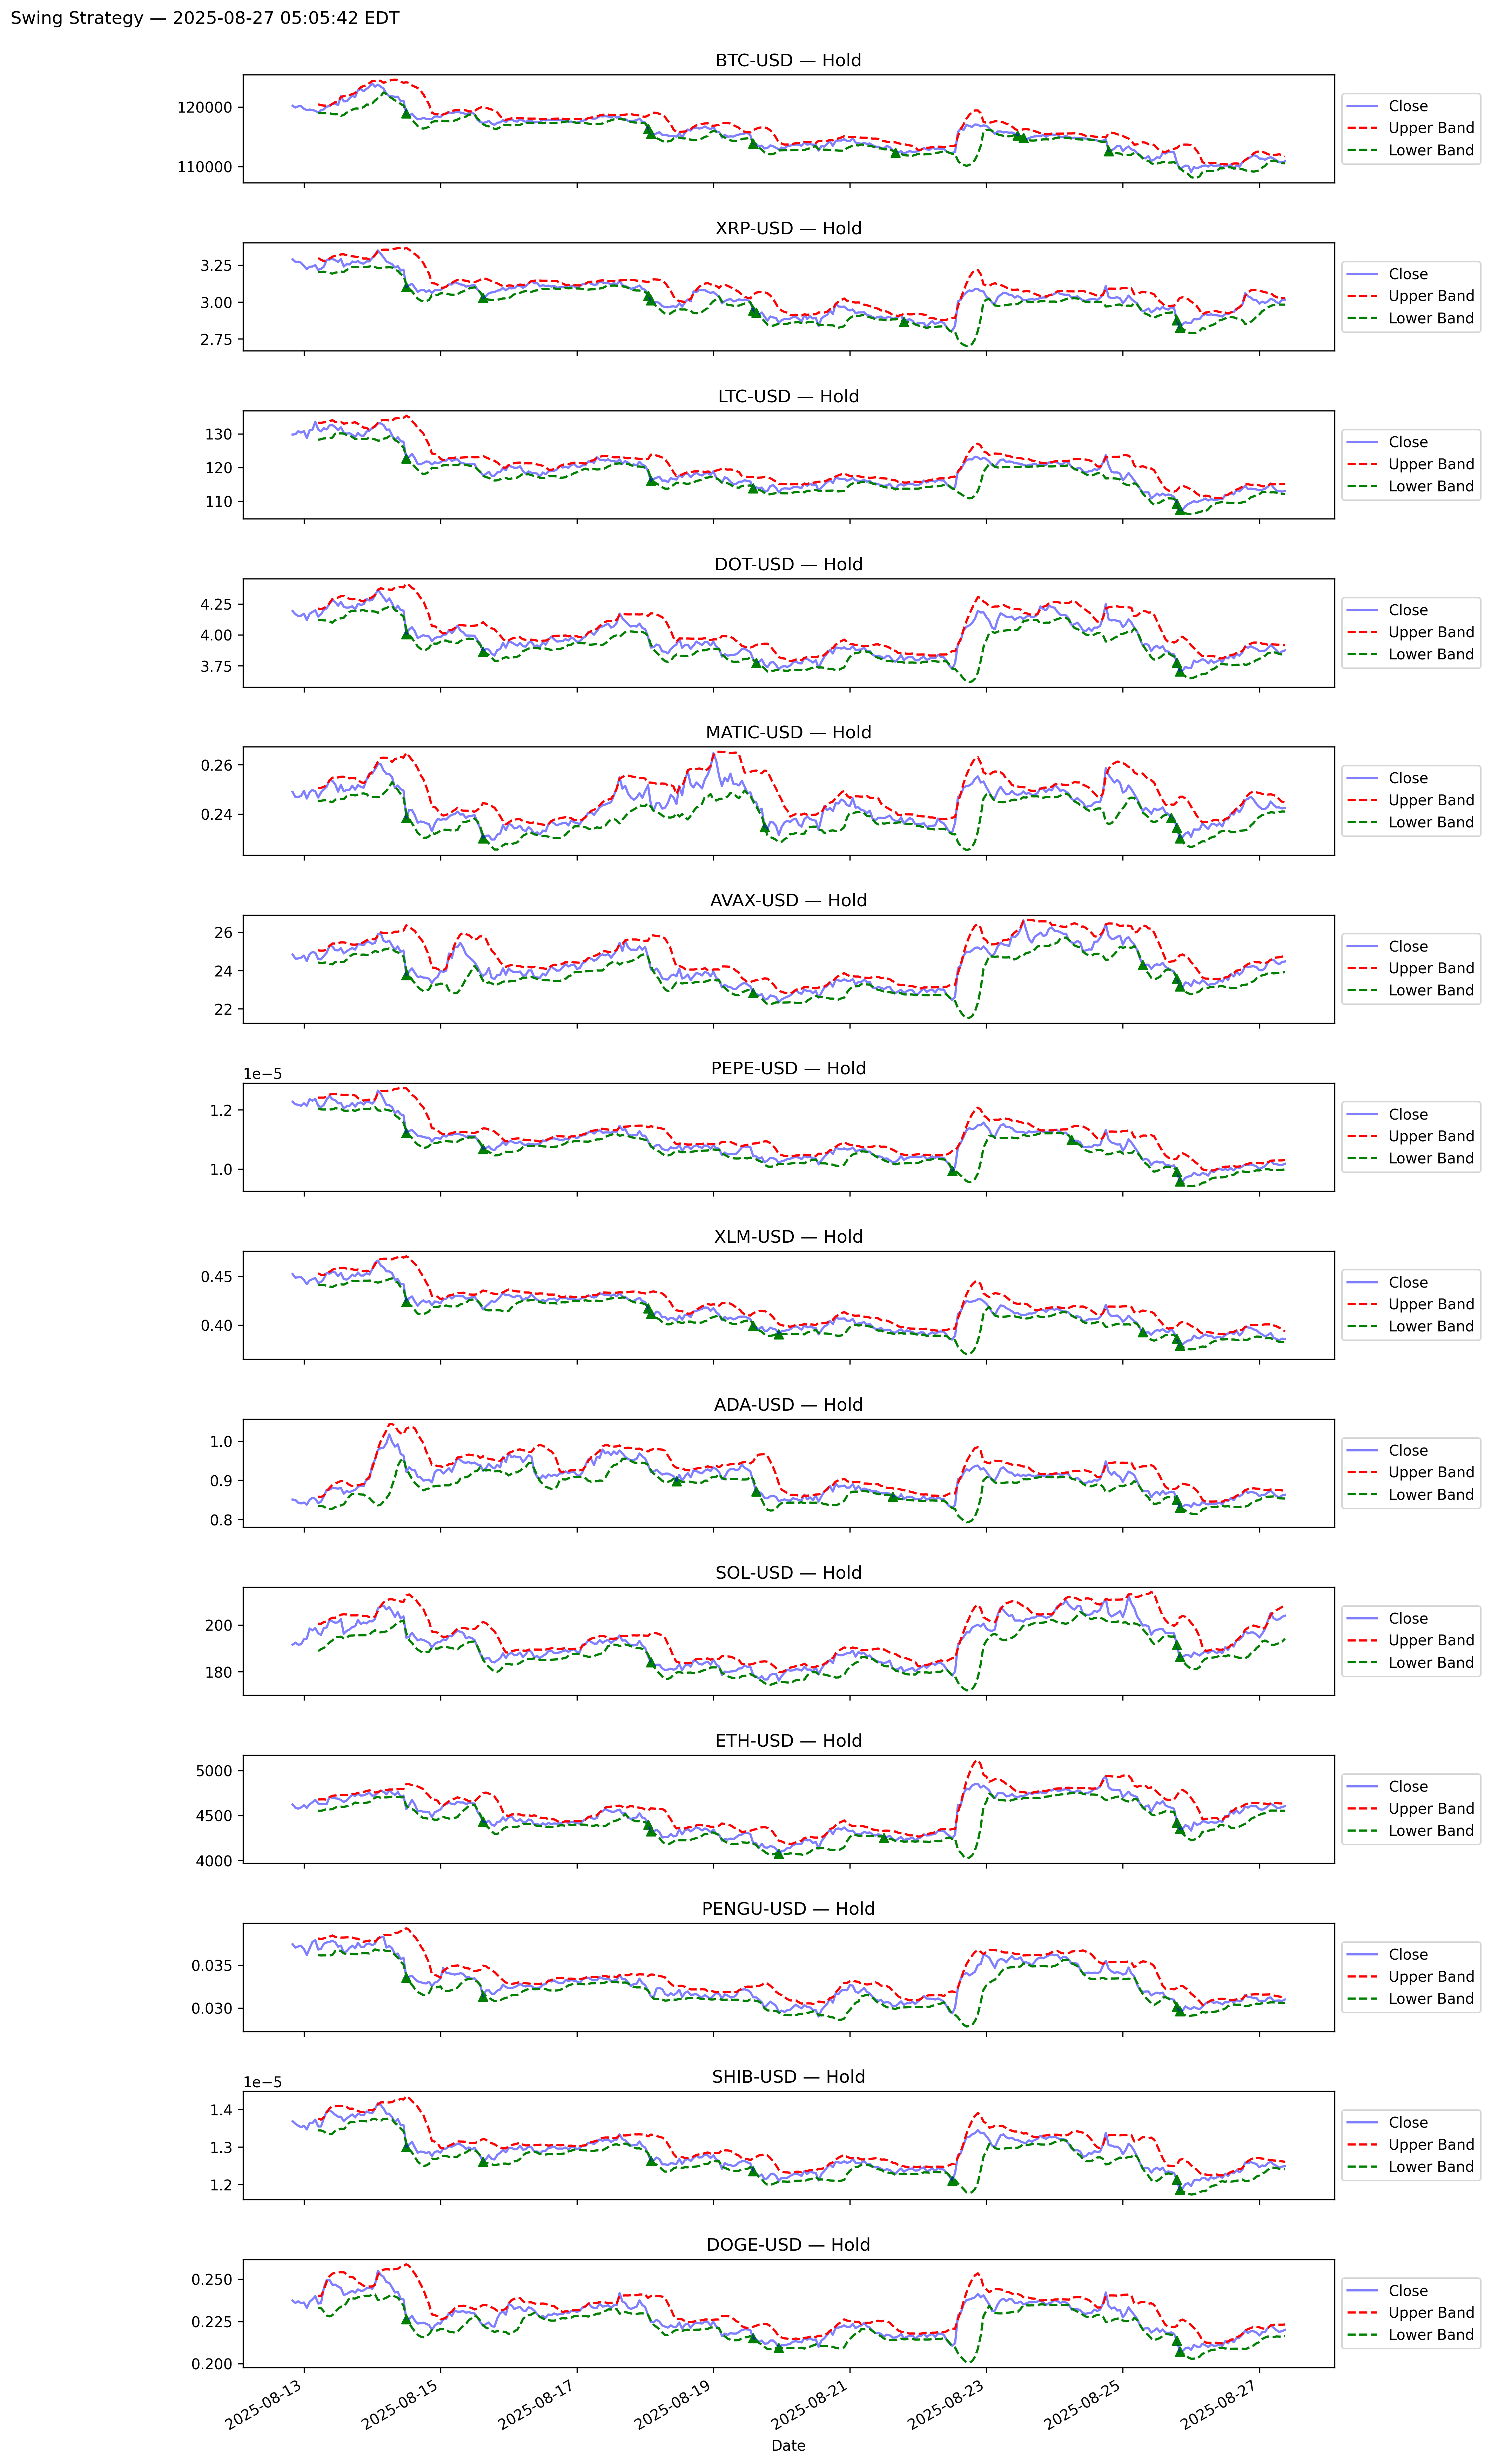 Swing Strategy — 2025-08-27 05:05:42 EDT
BTC-USD — Hold
120000
110000
Close
Upper Band
Lower Band
XRP-USD — Hold
3.25
3.00
2.75
Close
Upper Band
Lower Band
LTC-USD — Hold
130
120
110
Close
Upper Band
Lower Band
DOT-USD — Hold
4.25
4.00
3.75
Close
Upper Band
Lower Band
MATIC-USD — Hold
0.26
0.24
Close
Upper Band
Lower Band
AVAX-USD — Hold
26
24
22
Close
Upper Band
Lower Band
PEPE-USD — Hold
1e−5
1.2
1.0
Close
Upper Band
Lower Band
XLM-USD — Hold
0.45
0.40
Close
Upper Band
Lower Band
ADA-USD — Hold
1.0
0.9
0.8
Close
Upper Band
Lower Band
SOL-USD — Hold
200
180
Close
Upper Band
Lower Band
ETH-USD — Hold
5000
4500
4000
Close
Upper Band
Lower Band
PENGU-USD — Hold
0.035
0.030
Close
Upper Band
Lower Band
SHIB-USD — Hold
1e−5
1.4
1.3
1.2
Close
Upper Band
Lower Band
DOGE-USD — Hold
0.250
0.225
0.200
Close
Upper Band
Lower Band
2025-08-13
2025-08-15
2025-08-17
2025-08-19
2025-08-21
2025-08-23
2025-08-25
2025-08-27
Date